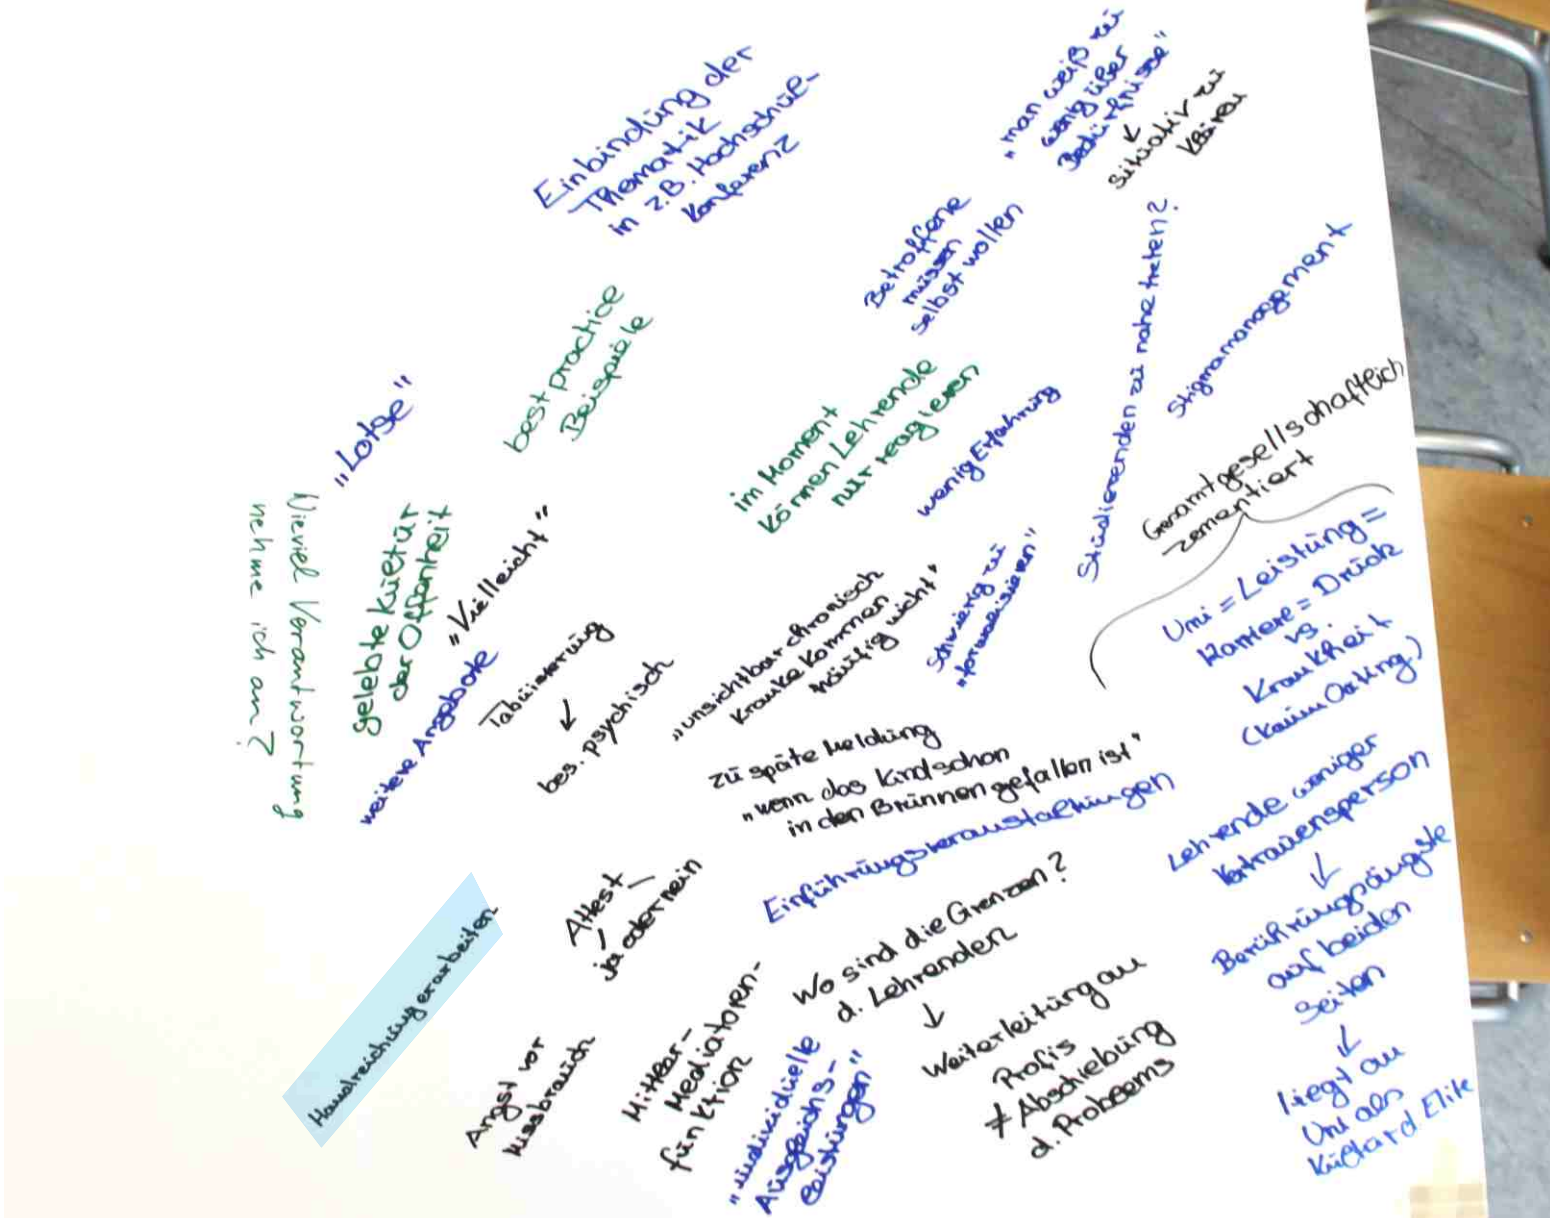 Einbindung der
Thematik
in z.B. Hochschul-
konferenz
„man weiß zu
wenig über
Bedürfnisse"
↙
situativ zu
klären
Betroffene
müssen
selbst wollen
Studierenden zu nahe treten?
Stigmamanagement
best practice
Beispiele
„Lotse"
im Moment
können Lehrende
nur reagieren
wenig Erfahrung
Gesamtgesellschaftlich
zementiert
Uni = Leistung =
Karriere = Druck
vs.
Krankheit
(kaum Outing)
Wieviel Verantwortung
nehme ich an?
gelebte Kultur
der Offenheit
„Vielleicht"
weitere Angebote
Tabuisierung
↙
bes. psychisch
„unsichtbar chronisch
Kranke kommen
häufig nicht"
Schwierig zu
„formalisieren"
zu späte Meldung
„wenn das Kind schon
in den Brunnen gefallen ist"
Einführungsveranstaltungen
Lehrende weniger
Vertrauensperson
↓
Berührungsängste
auf beiden
Seiten
↓
liegt an
Uni als
Elite
Attest
ja oder nein
Handreichung erarbeiten
Angst vor
Missbrauch
Mittler-
Mediatoren-
funktion
„individuelle
Ausgleichs-
leistungen"
Wo sind die Grenzen?
d. Lehrenden
↓
Weiterleitung an
Profis
≠ Abschiebung
d. Problems